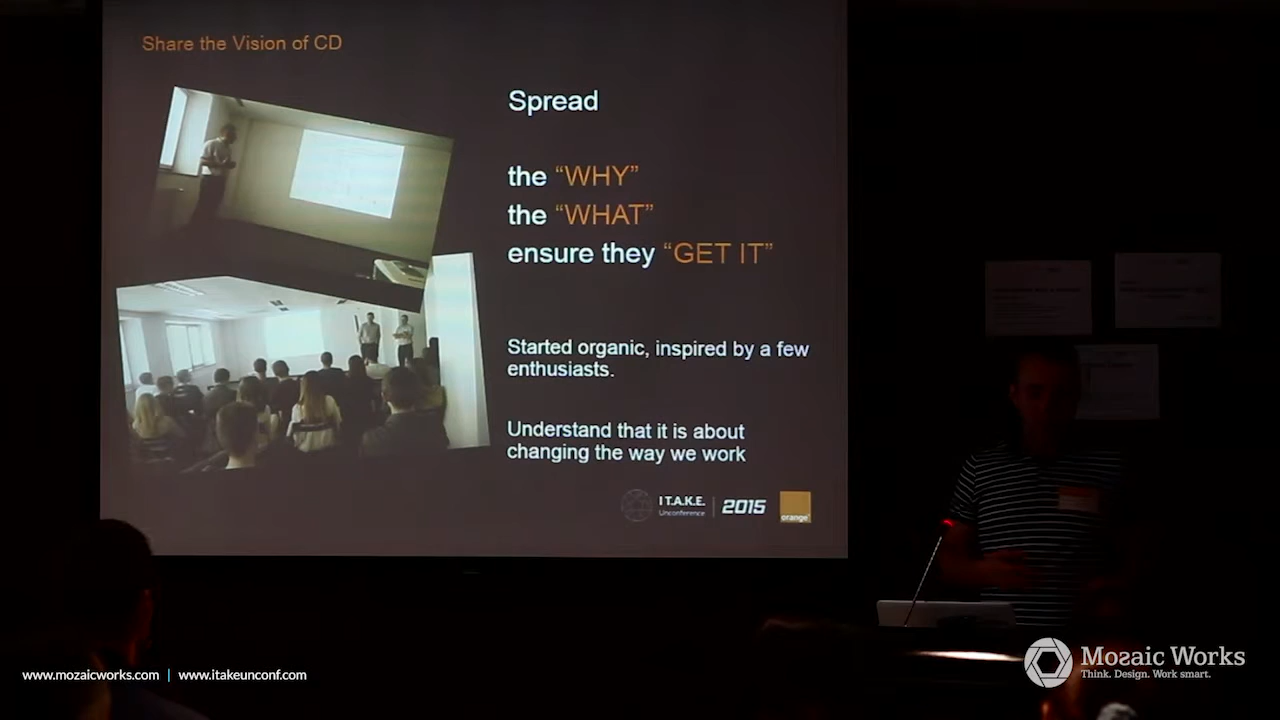 Share the Vision of CD
Spread
the “WHY”
the “WHAT”
ensure they “GET IT”
Started organic, inspired by a few
enthusiasts.
Understand that it is about
changing the way we work
I T.A.K.E.
Unconference
2015
orange
www.mozaicworks.com | www.itakeunconf.com
Mozaic Works
Think. Design. Work smart.